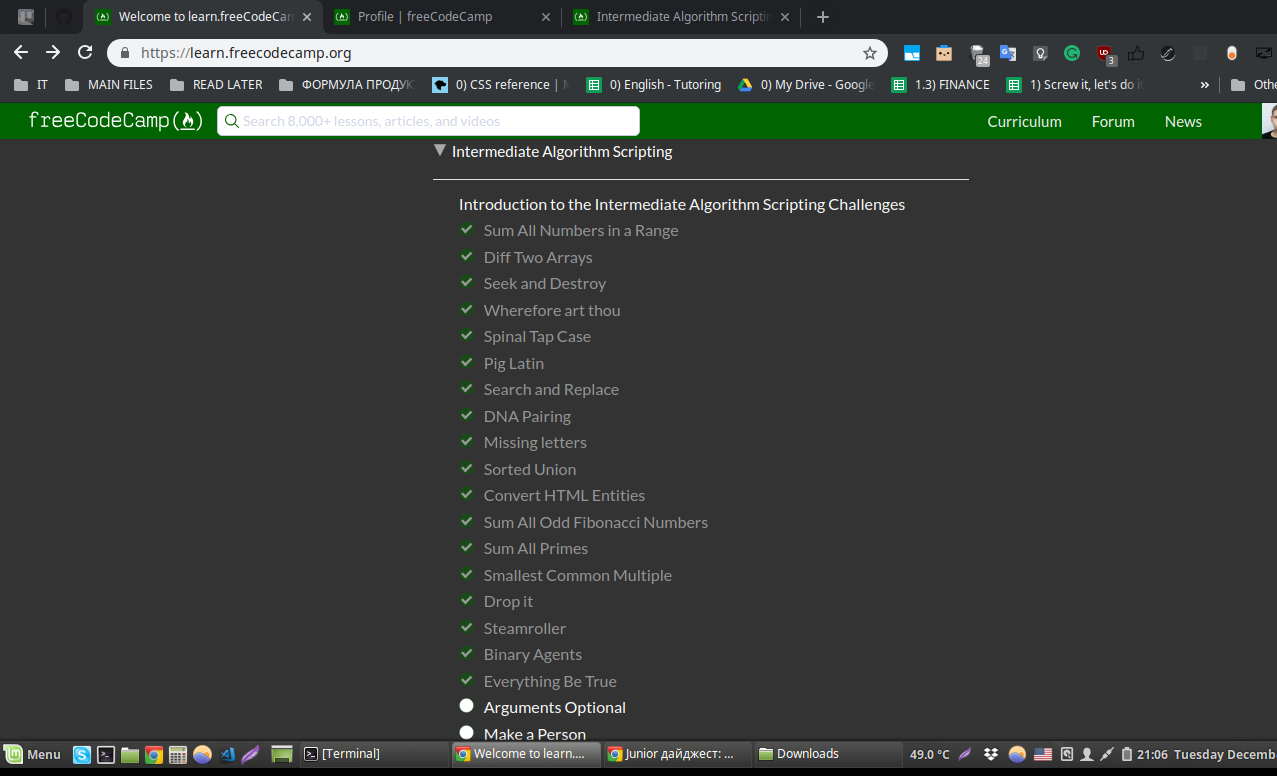 Welcome to learn.freeCodeCan
Profile | freeCodeCamp
Intermediate Algorithm Scriptin
https://learn.freecodecamp.org
24
3
IT
MAIN FILES
READ LATER
ФОРМУЛА ПРОДУК
0) CSS reference |
0) English - Tutoring
0) My Drive - Google
1.3) FINANCE
1) Screw it, let's do it
»
Othe
freeCodeCamp
Search 8,000+ lessons, articles, and videos
Curriculum
Forum
News
Intermediate Algorithm Scripting
Introduction to the Intermediate Algorithm Scripting Challenges
Sum All Numbers in a Range
Diff Two Arrays
Seek and Destroy
Wherefore art thou
Spinal Tap Case
Pig Latin
Search and Replace
DNA Pairing
Missing letters
Sorted Union
Convert HTML Entities
Sum All Odd Fibonacci Numbers
Sum All Primes
Smallest Common Multiple
Drop it
Steamroller
Binary Agents
Everything Be True
Arguments Optional
Make a Person
Menu
[Terminal]
Welcome to learn....
Junior дайджест: ...
Downloads
49.0 °C
21:06
Tuesday Decemb